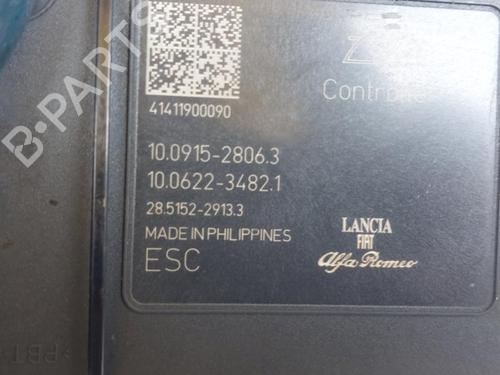 B-PARTS
41411900090
10.0915-2806.3
10.0622-3482.1
28.5152-2913.3
MADE IN PHILIPPINES
ESC
LANCIA
FIAT
Alfa Romeo
>PBT